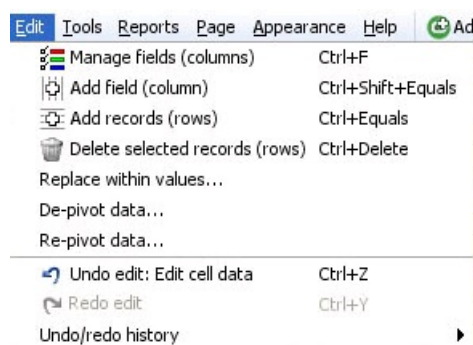 Edit Tools Reports Page Appearance Help Ad
Manage fields (columns) Ctrl+F
Add field (column) Ctrl+Shift+Equals
Add records (rows) Ctrl+Equals
Delete selected records (rows) Ctrl+Delete
Replace within values...
De-pivot data...
Re-pivot data...
Undo edit: Edit cell data Ctrl+Z
Redo edit Ctrl+Y
Undo/redo history